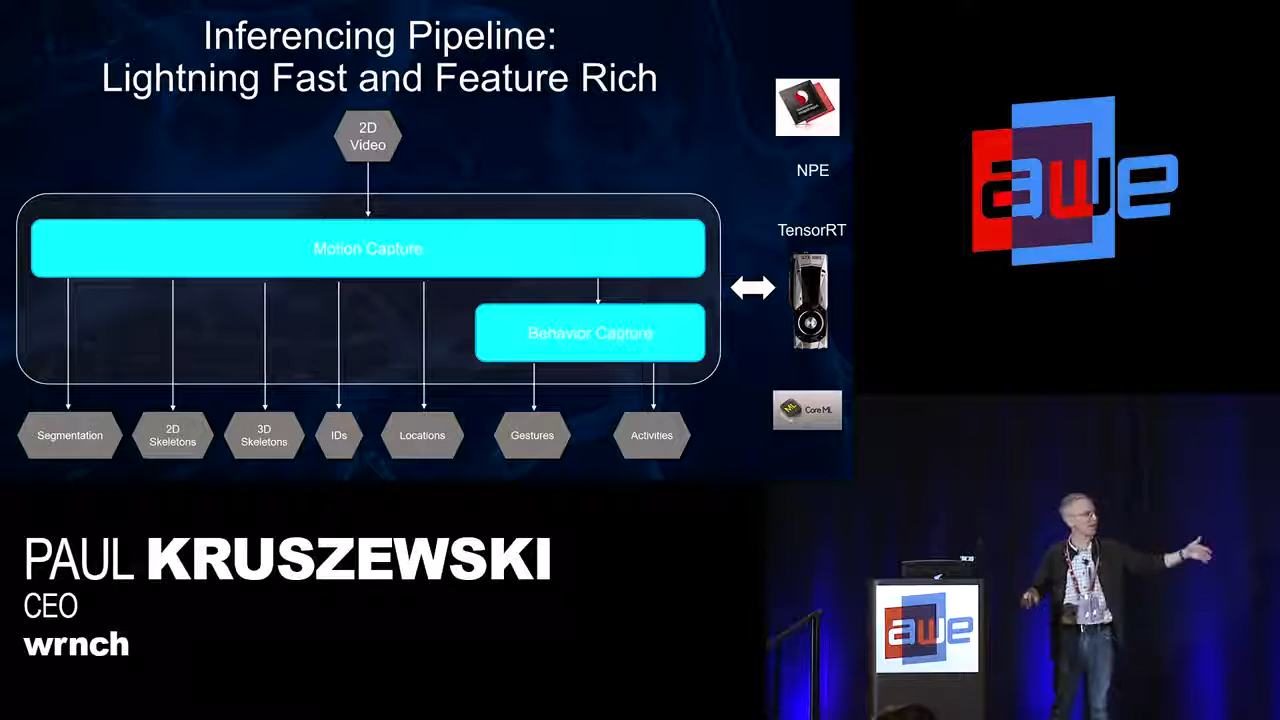 Inferencing Pipeline:
Lightning Fast and Feature Rich
2D
Video
NPE
TensorRT
Motion Capture
Behavior Capture
ML
Core ML
Segmentation
2D
Skeletons
3D
Skeletons
IDs
Locations
Gestures
Activities
awe
PAUL KRUSZEWSKI
CEO
wrnch
awe